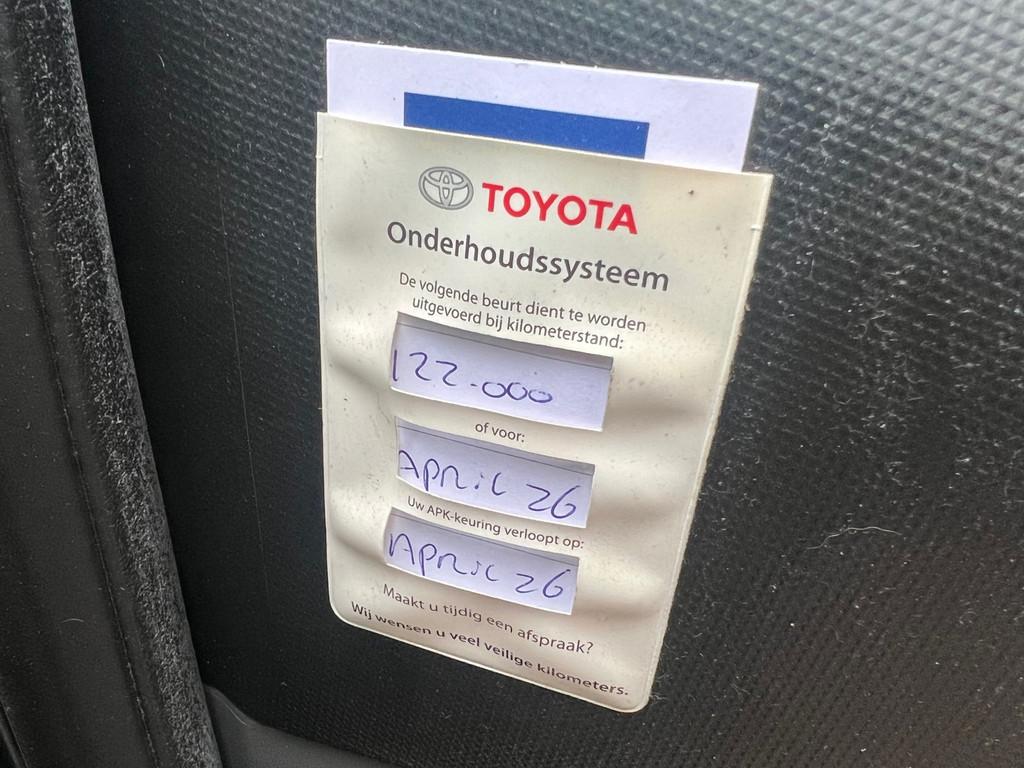 TOYOTA
Onderhoudssysteem
De volgende beurt dient te worden
uitgevoerd bij kilometerstand:
122.000
of voor:
APRiL 26
Uw APK-keuring verloopt op:
APRiL 26
Maakt u tijdig een afspraak?
Wij wensen u veel veilige kilometers.